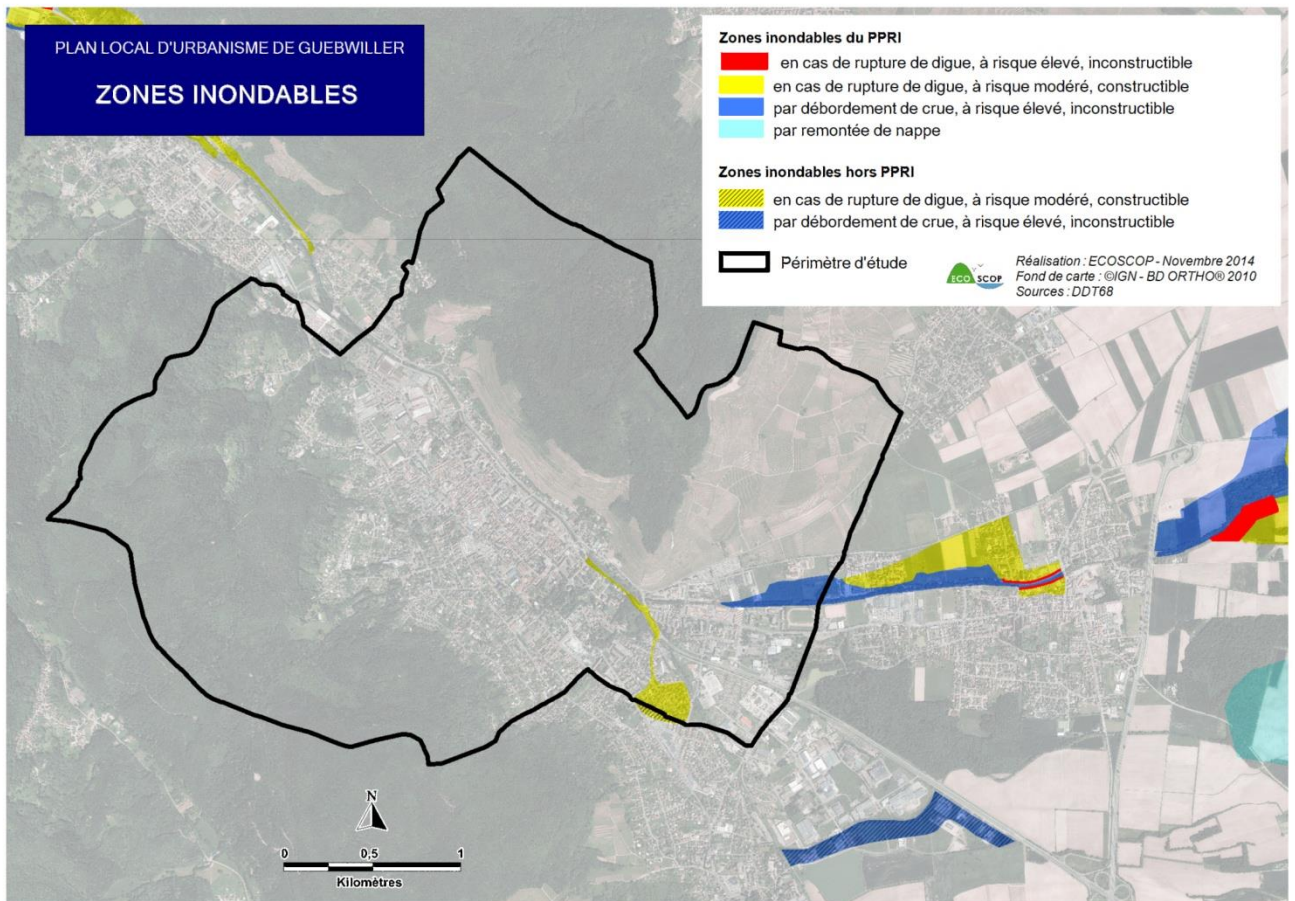 PLAN LOCAL D'URBANISME DE GUEBWILLER
ZONES INONDABLES
Zones inondables du PPRI
en cas de rupture de digue, à risque élevé, inconstructible
en cas de rupture de digue, à risque modéré, constructible
par débordement de crue, à risque élevé, inconstructible
par remontée de nappe
Zones inondables hors PPRI
en cas de rupture de digue, à risque modéré, constructible
par débordement de crue, à risque élevé, inconstructible
Périmètre d'étude
ECO SCOP
Réalisation : ECOSCOP - Novembre 2014
Fond de carte : ©IGN - BD ORTHO® 2010
Sources : DDT68
N
0 0,5 1
Kilomètres